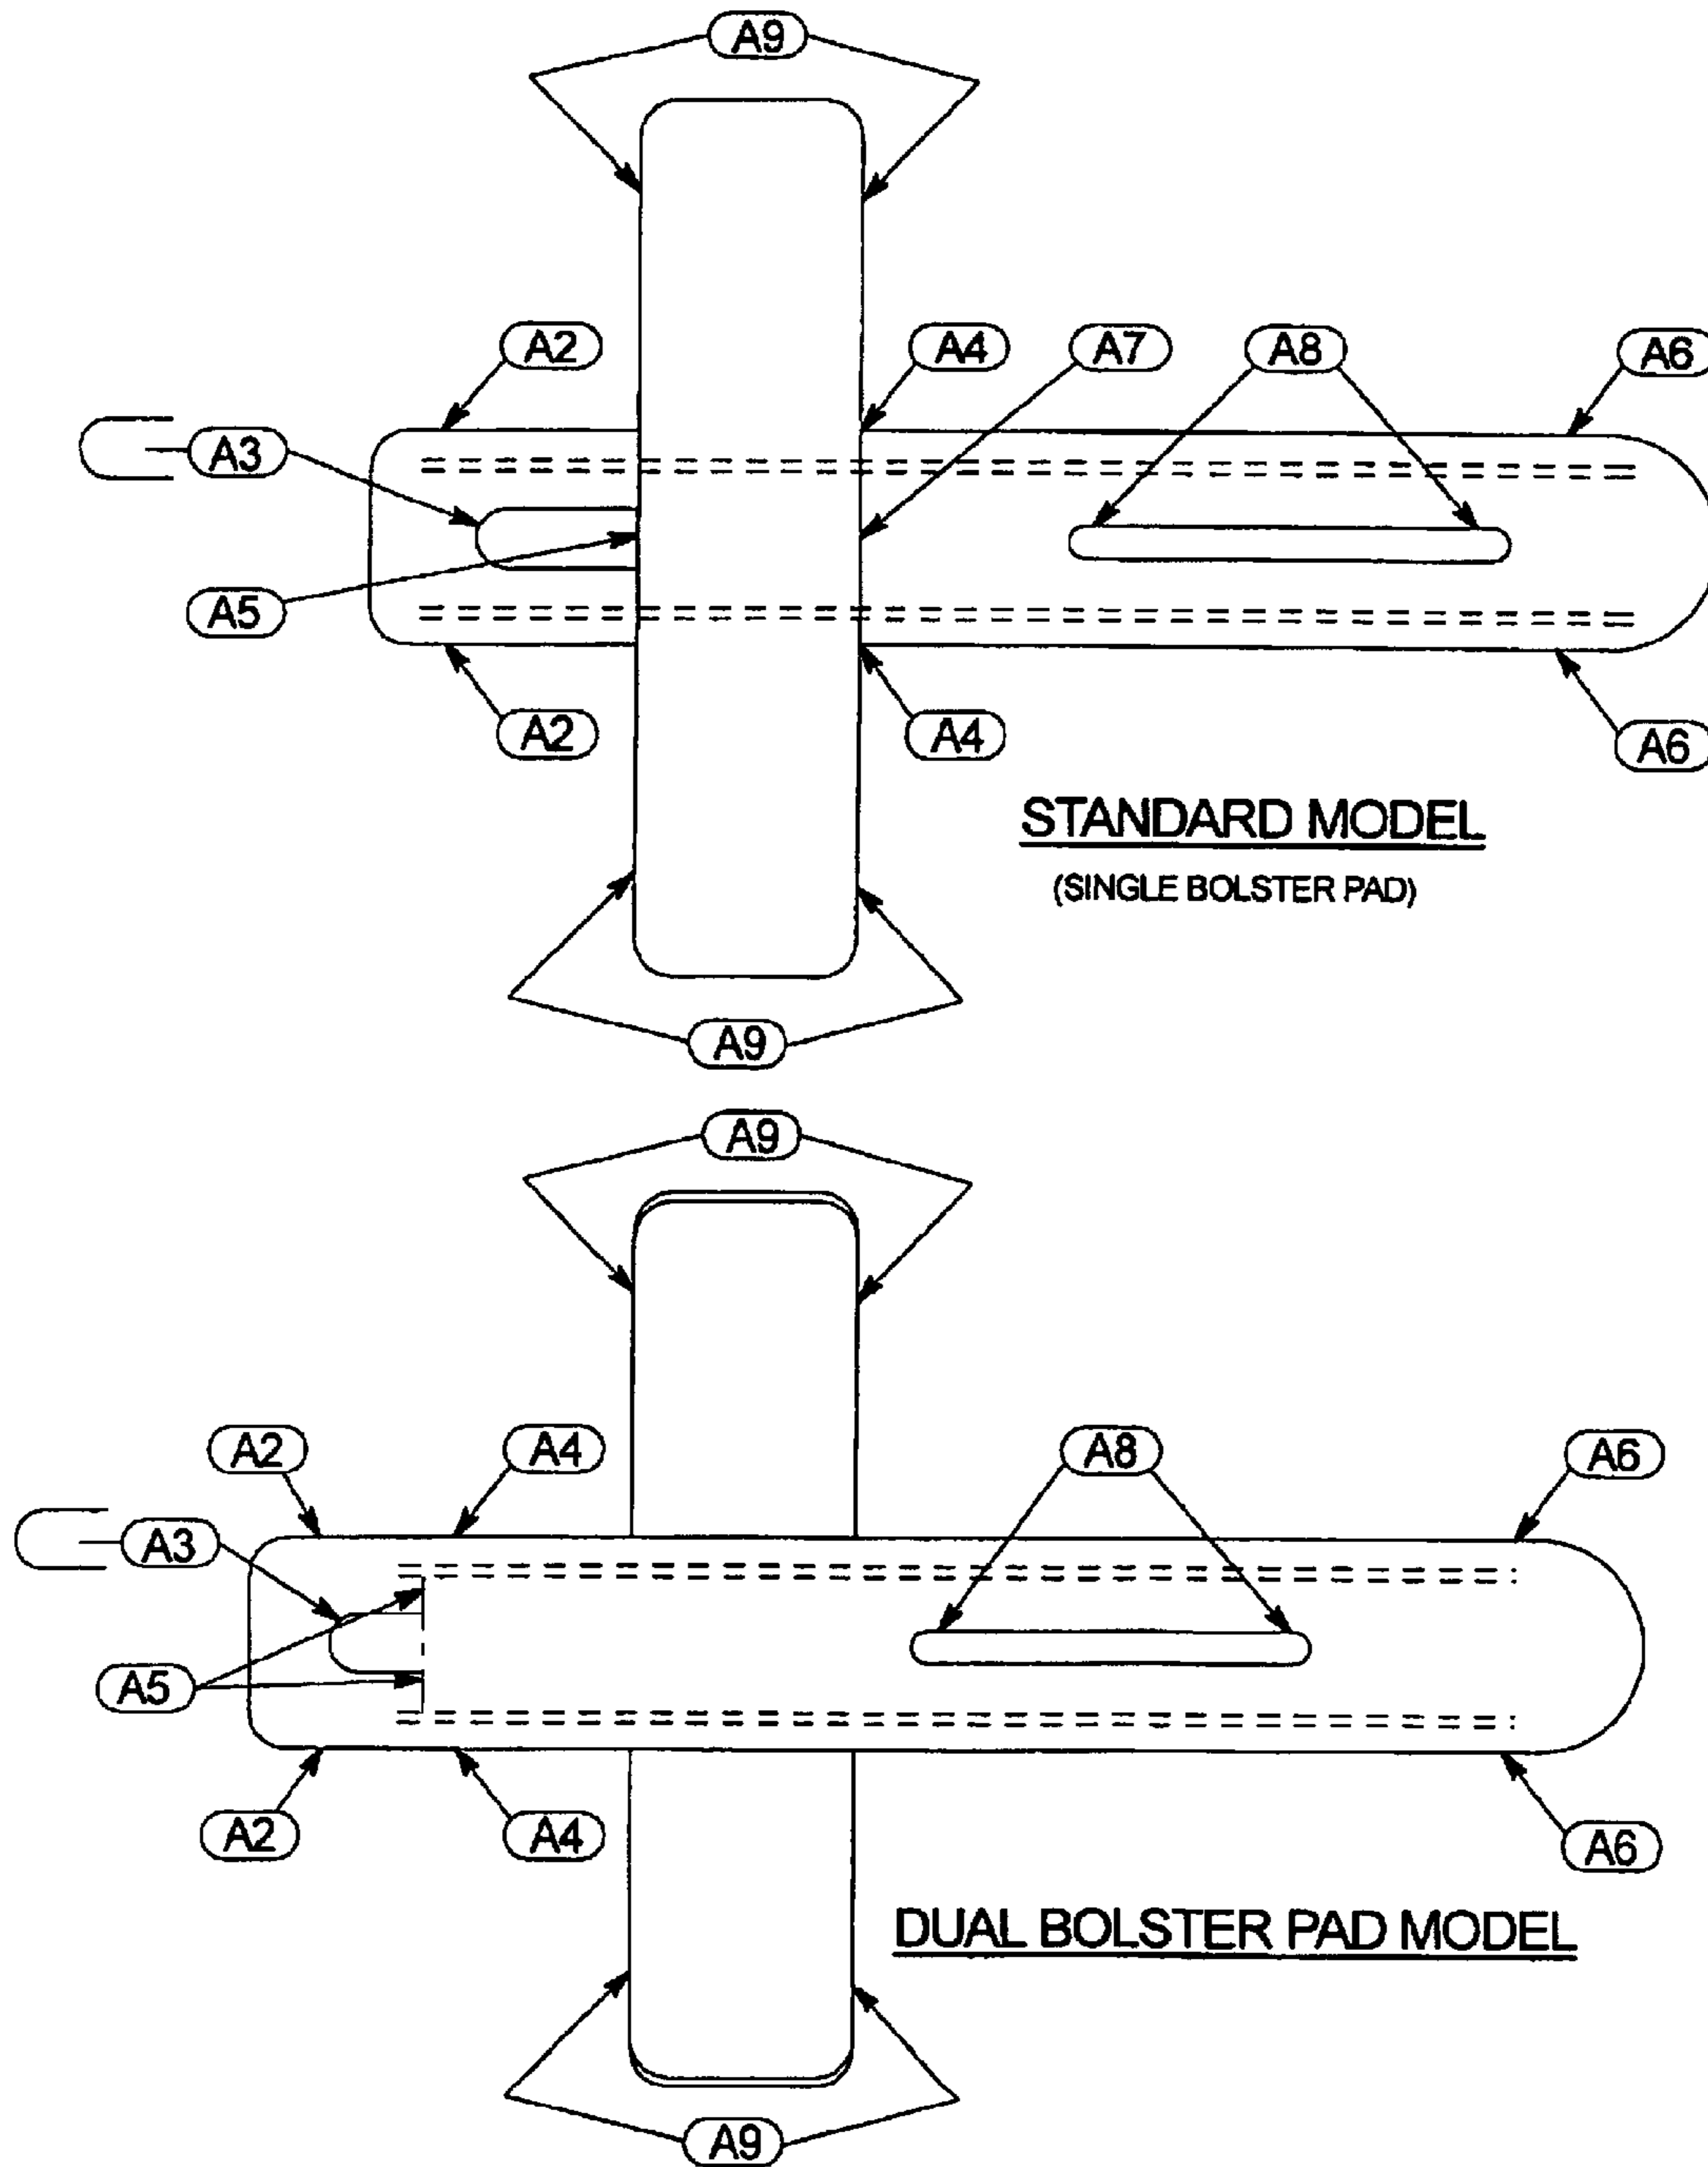 A9
A2 A4 A7 A8 A6
A3
A5
A2 A4 A6
STANDARD MODEL
(SINGLE BOLSTER PAD)
A9
A9
A2 A4 A8 A6
A3
A5
A2 A4 A6
DUAL BOLSTER PAD MODEL
A9